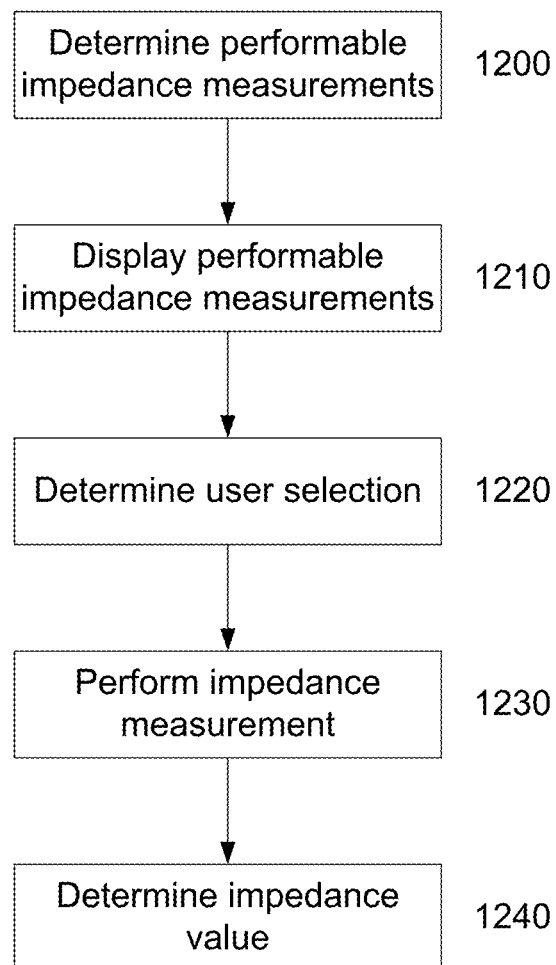 Determine performable
impedance measurements
1200
Display performable
impedance measurements
1210
Determine user selection
1220
Perform impedance
measurement
1230
Determine impedance
value
1240